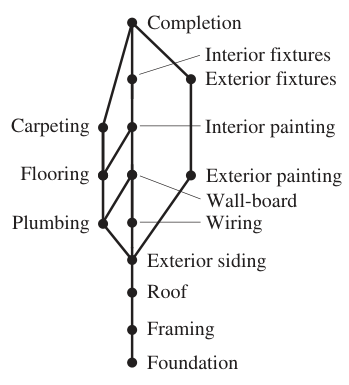 Completion
Interior fixtures
Exterior fixtures
Carpeting
Interior painting
Flooring
Exterior painting
Wall-board
Plumbing
Wiring
Exterior siding
Roof
Framing
Foundation